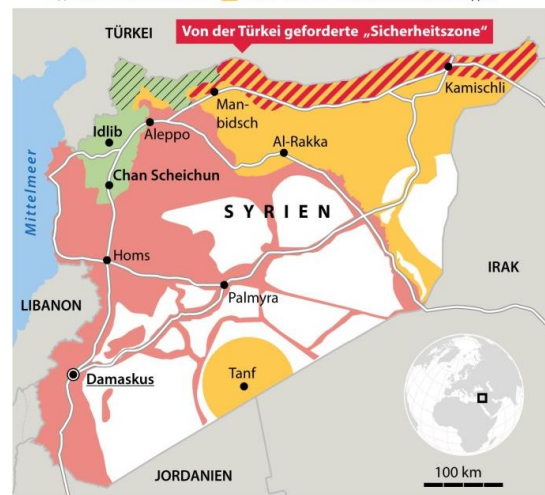 TÜRKEI
Von der Türkei geforderte „Sicherheitszone“
Kamischli
Man-
bidsch
Idlib
Aleppo
Al-Rakka
Chan Scheichun
Mittelmeer
SYRIEN
Homs
IRAK
Palmyra
LIBANON
Damaskus
Tanf
JORDANIEN
100 km